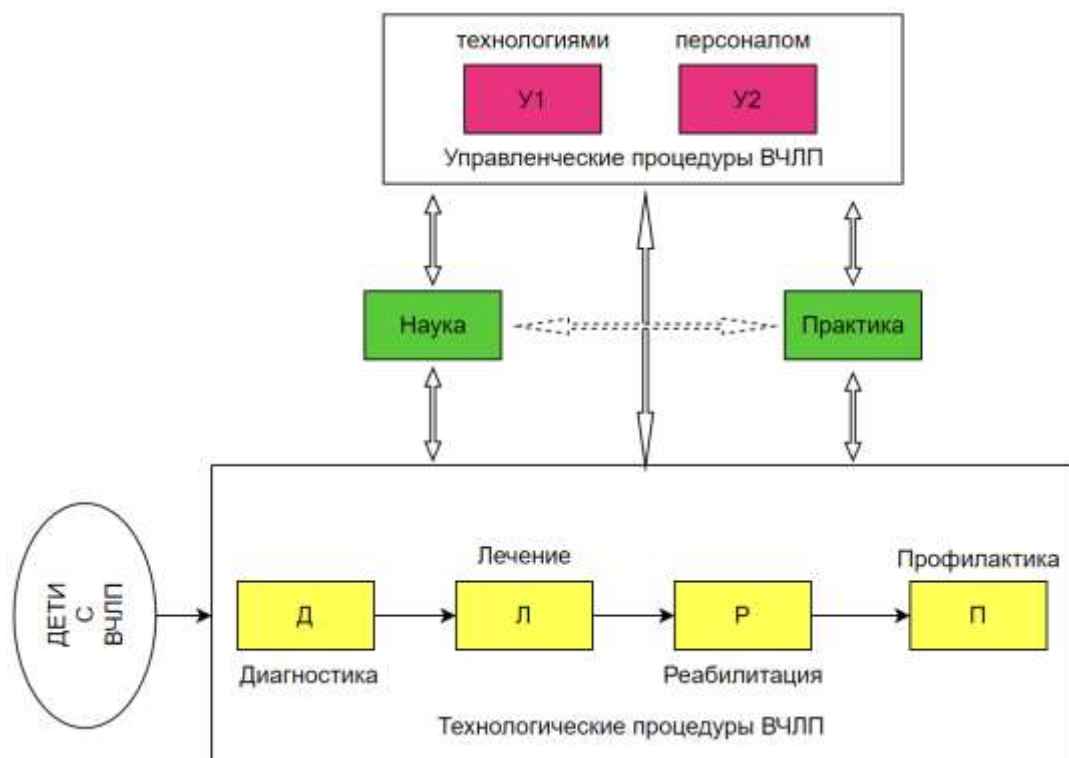 технологиями персоналом
У1 У2
Управленческие процедуры ВЧЛП
Наука Практика
ДЕТИ
С
ВЧЛП
Лечение Профилактика
Д Л Р П
Диагностика Реабилитация
Технологические процедуры ВЧЛП